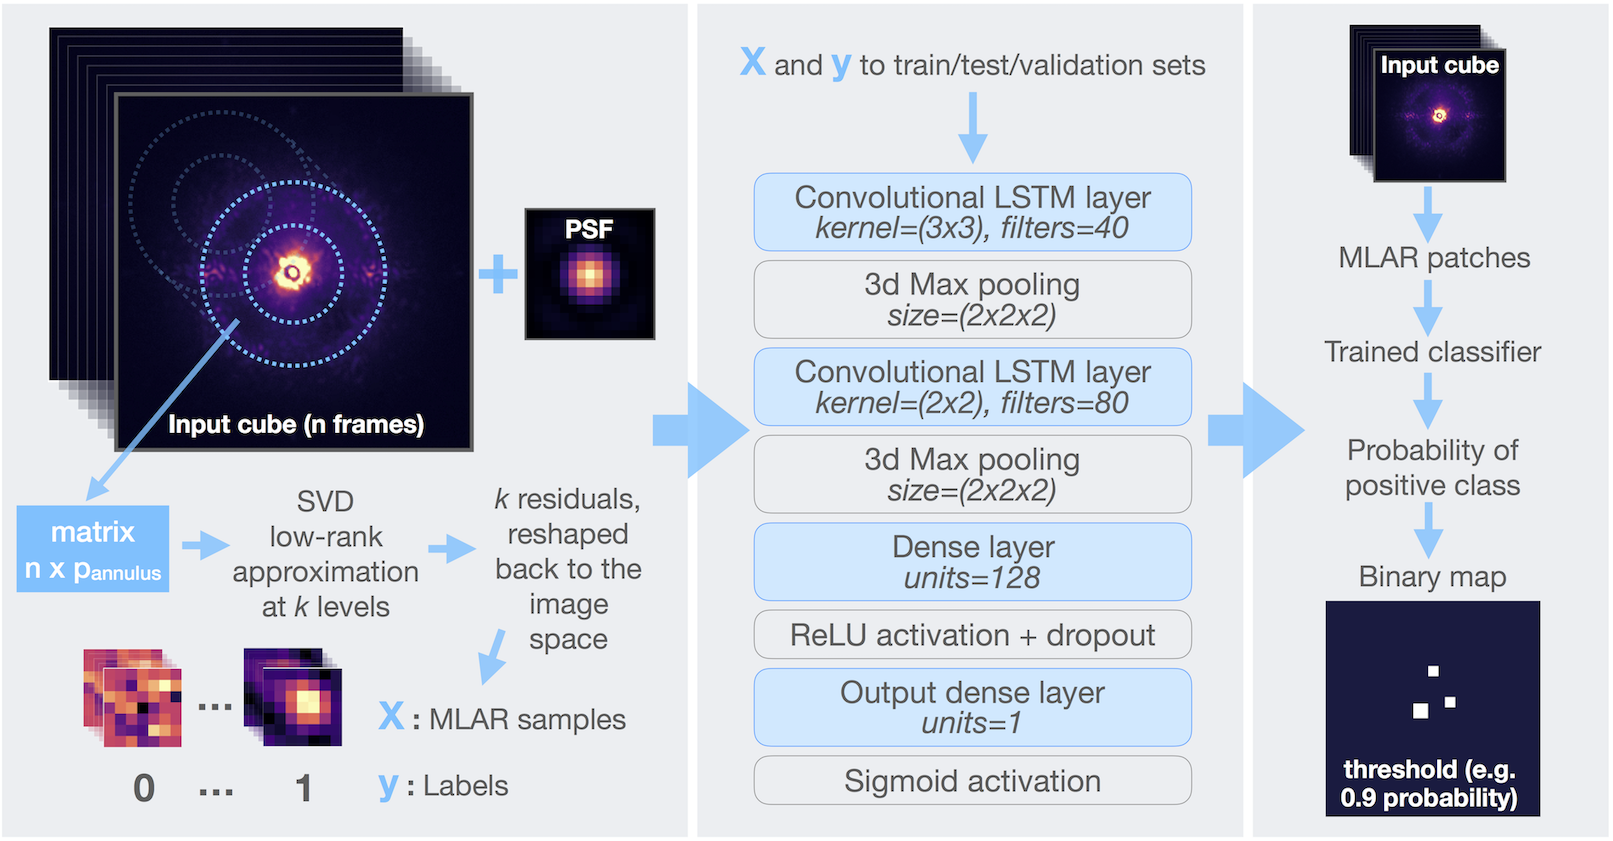 PSF
Input cube (n frames)
matrix
n x pannulus
SVD
low-rank
approximation
at k levels
k residuals,
reshaped
back to the
image
space
X : MLAR samples
0 ... 1
y : Labels
X and y to train/test/validation sets
Convolutional LSTM layer
kernel=(3x3), filters=40
3d Max pooling
size=(2x2x2)
Convolutional LSTM layer
kernel=(2x2), filters=80
3d Max pooling
size=(2x2x2)
Dense layer
units=128
ReLU activation + dropout
Output dense layer
units=1
Sigmoid activation
Input cube
MLAR patches
Trained classifier
Probability of
positive class
Binary map
threshold (e.g.
0.9 probability)